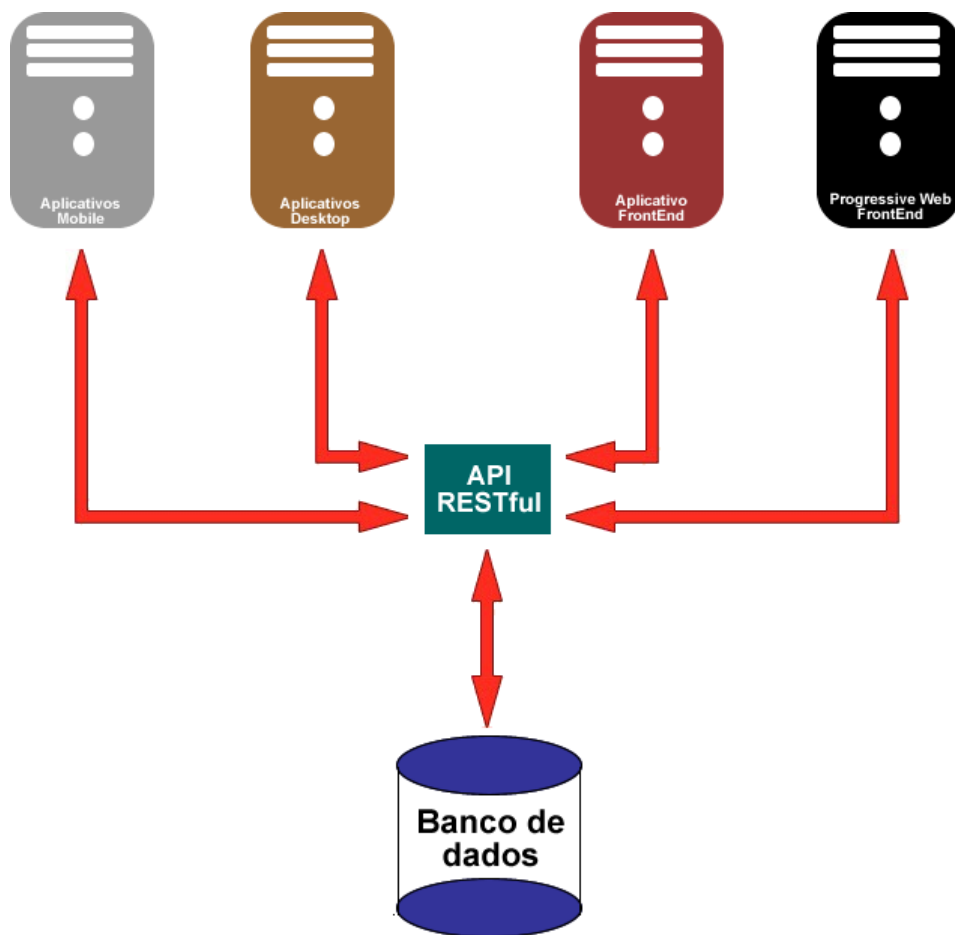 Aplicativos
Mobile
Aplicativos
Desktop
Aplicativo
FrontEnd
Progressive Web
FrontEnd
API
RESTful
Banco de
dados